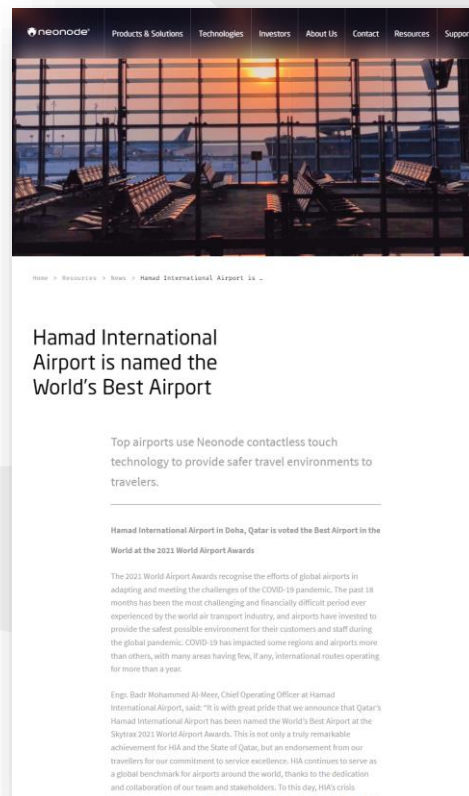 neonode®
Products & Solutions Technologies Investors About Us Contact Resources Suppor
Home > Resources > News > Hamad International Airport is …
Hamad International
Airport is named the
World's Best Airport
Top airports use Neonode contactless touch
technology to provide safer travel environments to
travelers.
Hamad International Airport in Doha, Qatar is voted the Best Airport in the
World at the 2021 World Airport Awards
The 2021 World Airport Awards recognise the efforts of global airports in
adapting and meeting the challenges of the COVID-19 pandemic. The past 18
months has been the most challenging and financially difficult period ever
experienced by the world air transport industry, and airports have invested to
provide the safest possible environment for their customers and staff during
the global pandemic. COVID-19 has impacted some regions and airports more
than others, with many areas having few, if any, international routes operating
for more than a year.
Engr. Badr Mohammed Al-Meer, Chief Operating Officer at Hamad
International Airport, said: "It is with great pride that we announce that Qatar's
Hamad International Airport has been named the World's Best Airport at the
Skytrax 2021 World Airport Awards. This is not only a truly remarkable
achievement for HIA and the State of Qatar, but an endorsement from our
travellers for our commitment to service excellence. HIA continues to serve as
a global benchmark for airports around the world, thanks to the dedication
and collaboration of our team and stakeholders. To this day, HIA's crisis